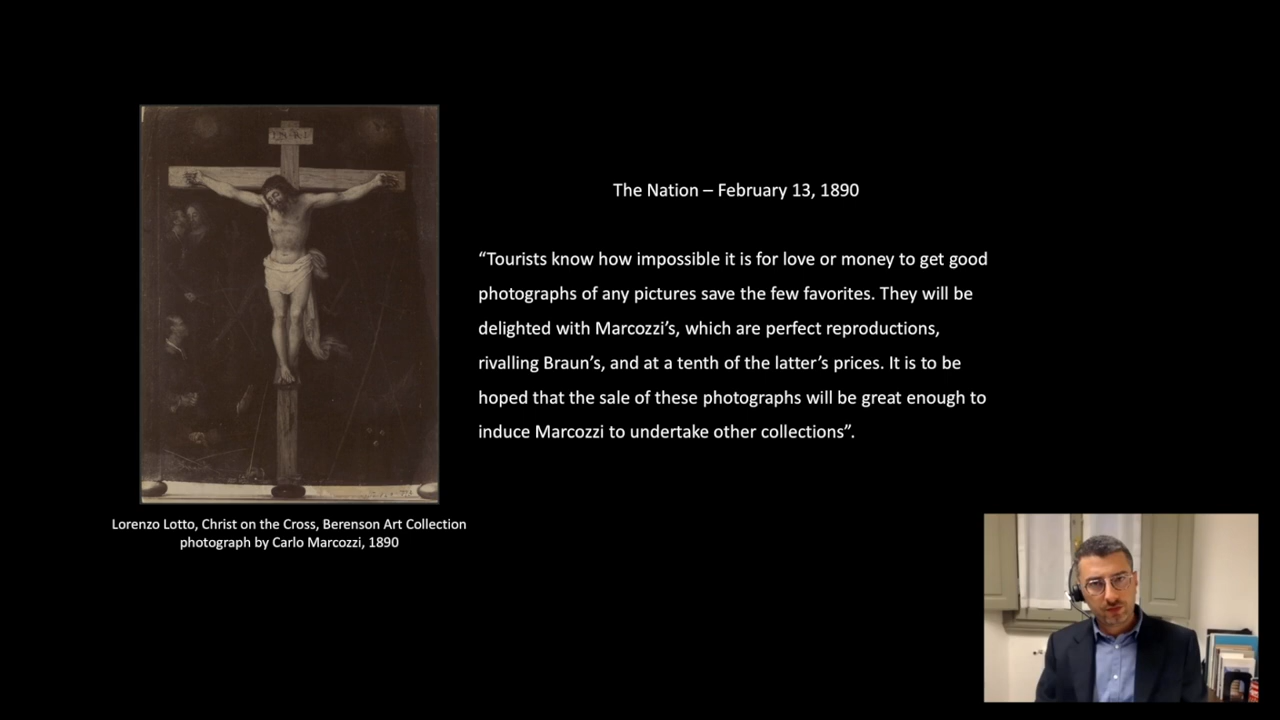 The Nation – February 13, 1890
“Tourists know how impossible it is for love or money to get good
photographs of any pictures save the few favorites. They will be
delighted with Marcozzi’s, which are perfect reproductions,
rivalling Braun’s, and at a tenth of the latter’s prices. It is to be
hoped that the sale of these photographs will be great enough to
induce Marcozzi to undertake other collections”.
Lorenzo Lotto, Christ on the Cross, Berenson Art Collection
photograph by Carlo Marcozzi, 1890